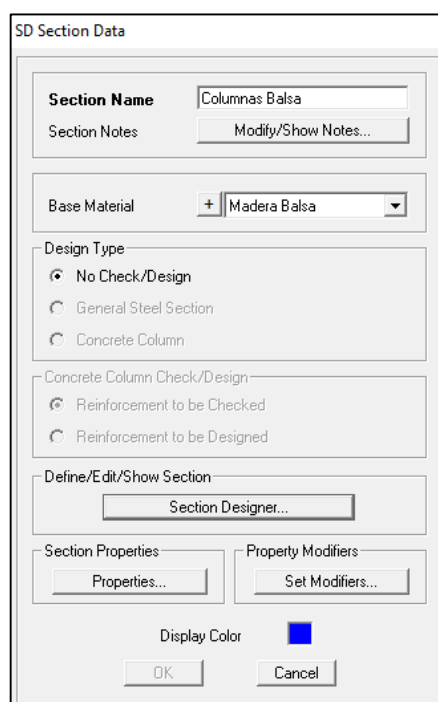 SD Section Data
Section Name Columnas Balsa
Section Notes Modify/Show Notes...
Base Material + Madera Balsa
Design Type
No Check/Design
General Steel Section
Concrete Column
Concrete Column Check/Design
Reinforcement to be Checked
Reinforcement to be Designed
Define/Edit/Show Section
Section Designer...
Section Properties Property Modifiers
Properties... Set Modifiers...
Display Color
OK Cancel